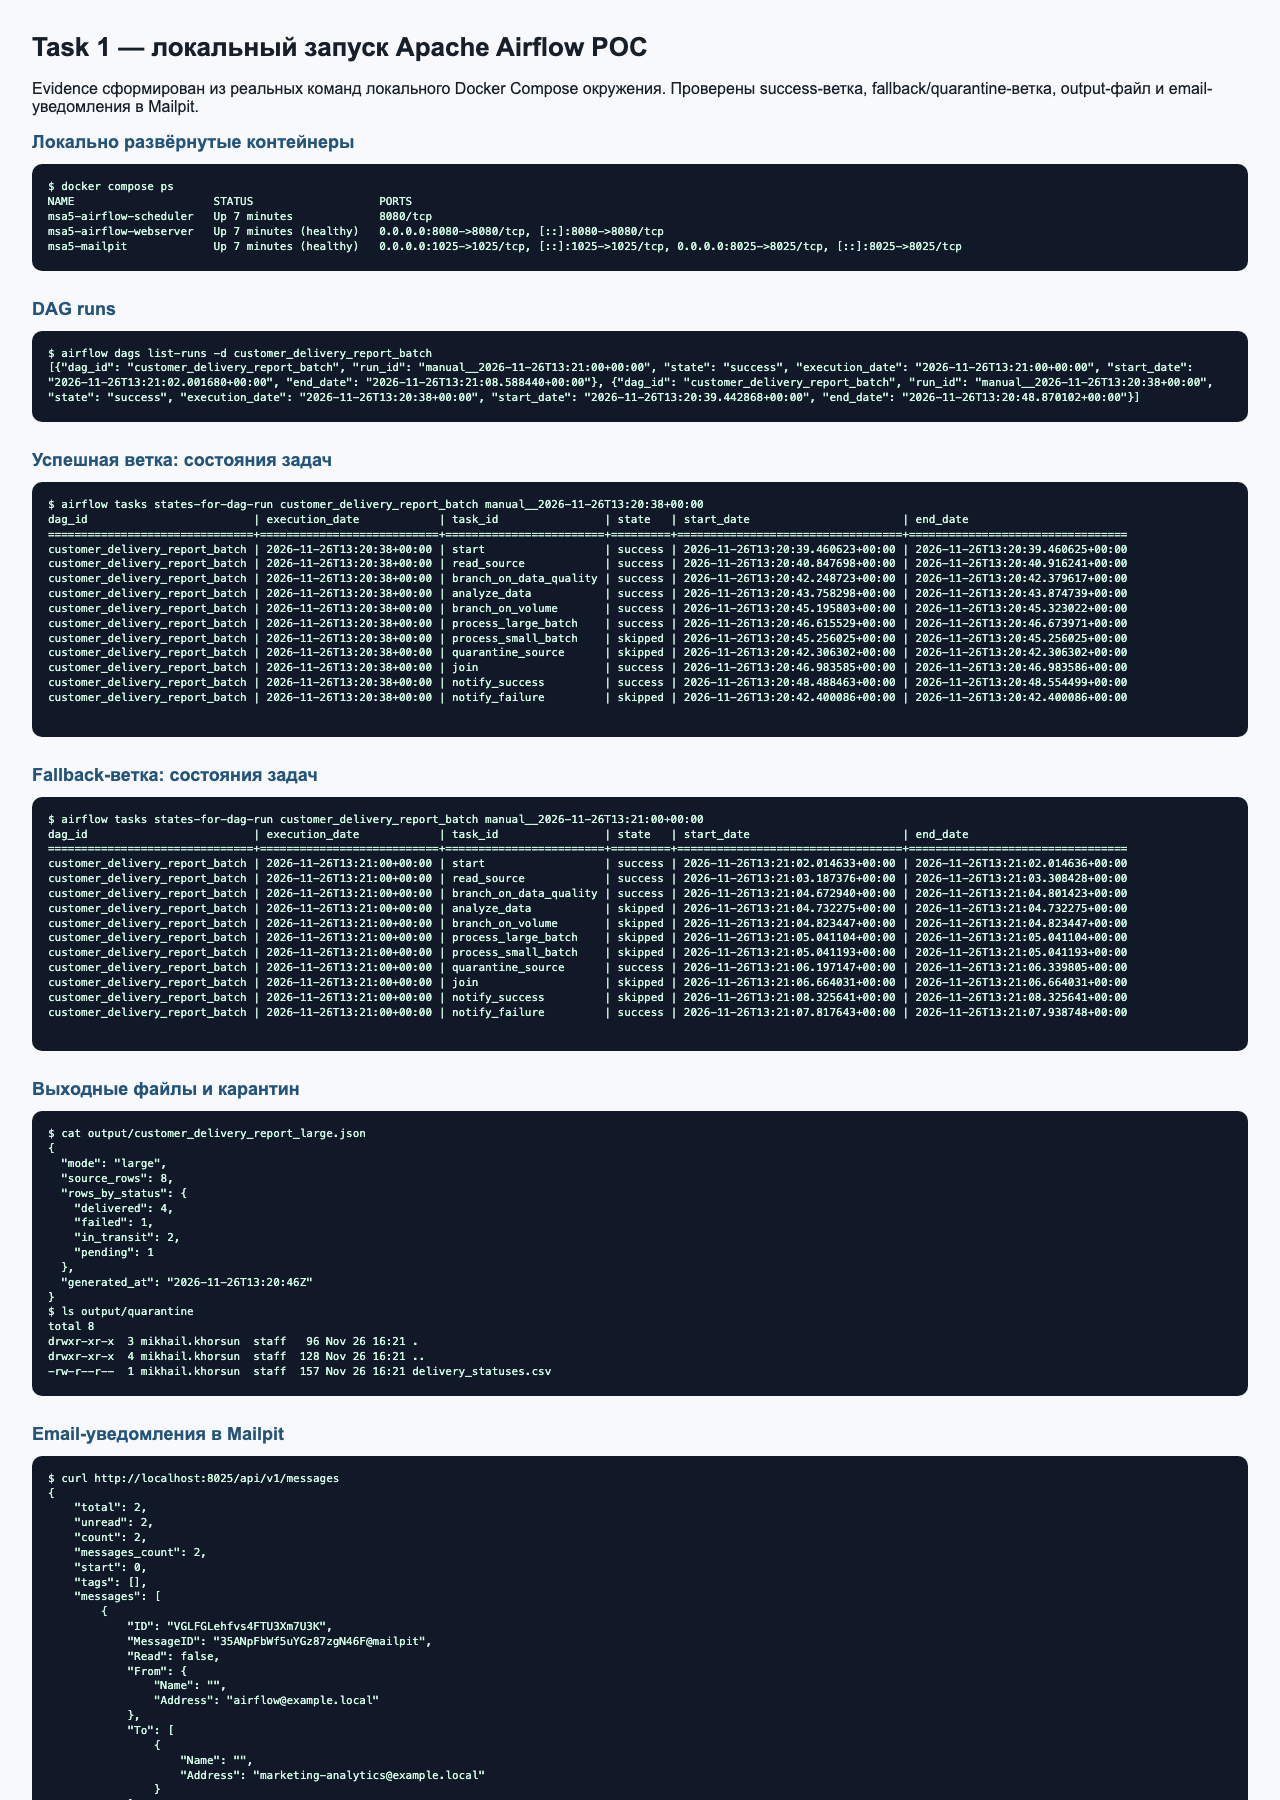 Task 1 — локальный запуск Apache Airflow POC
Evidence сформирован из реальных команд локального Docker Compose окружения. Проверены success-ветка, fallback/quarantine-ветка, output-файл и email-
уведомления в Mailpit.
Локально развёрнутые контейнеры
$ docker compose ps
NAME                     STATUS                   PORTS
msa5-airflow-scheduler   Up 7 minutes             8080/tcp
msa5-airflow-webserver   Up 7 minutes (healthy)   0.0.0.0:8080->8080/tcp, [::]:8080->8080/tcp
msa5-mailpit             Up 7 minutes (healthy)   0.0.0.0:1025->1025/tcp, [::]:1025->1025/tcp, 0.0.0.0:8025->8025/tcp, [::]:8025->8025/tcp
DAG runs
$ airflow dags list-runs -d customer_delivery_report_batch
[{"dag_id": "customer_delivery_report_batch", "run_id": "manual__2026-11-26T13:21:00+00:00", "state": "success", "execution_date": "2026-11-26T13:21:00+00:00", "start_date":
"2026-11-26T13:21:02.001680+00:00", "end_date": "2026-11-26T13:21:08.588440+00:00"}, {"dag_id": "customer_delivery_report_batch", "run_id": "manual__2026-11-26T13:20:38+00:00",
"state": "success", "execution_date": "2026-11-26T13:20:38+00:00", "start_date": "2026-11-26T13:20:39.442868+00:00", "end_date": "2026-11-26T13:20:48.870102+00:00"}]
Успешная ветка: состояния задач
$ airflow tasks states-for-dag-run customer_delivery_report_batch manual__2026-11-26T13:20:38+00:00
dag_id                         | execution_date            | task_id                | state   | start_date                       | end_date
===============================+===========================+========================+=========+==================================+=================================
customer_delivery_report_batch | 2026-11-26T13:20:38+00:00 | start                  | success | 2026-11-26T13:20:39.460623+00:00 | 2026-11-26T13:20:39.460625+00:00
customer_delivery_report_batch | 2026-11-26T13:20:38+00:00 | read_source            | success | 2026-11-26T13:20:40.847698+00:00 | 2026-11-26T13:20:40.916241+00:00
customer_delivery_report_batch | 2026-11-26T13:20:38+00:00 | branch_on_data_quality | success | 2026-11-26T13:20:42.248723+00:00 | 2026-11-26T13:20:42.379617+00:00
customer_delivery_report_batch | 2026-11-26T13:20:38+00:00 | analyze_data           | success | 2026-11-26T13:20:43.758298+00:00 | 2026-11-26T13:20:43.874739+00:00
customer_delivery_report_batch | 2026-11-26T13:20:38+00:00 | branch_on_volume       | success | 2026-11-26T13:20:45.195803+00:00 | 2026-11-26T13:20:45.323022+00:00
customer_delivery_report_batch | 2026-11-26T13:20:38+00:00 | process_large_batch    | success | 2026-11-26T13:20:46.615529+00:00 | 2026-11-26T13:20:46.673971+00:00
customer_delivery_report_batch | 2026-11-26T13:20:38+00:00 | process_small_batch    | skipped | 2026-11-26T13:20:45.256025+00:00 | 2026-11-26T13:20:45.256025+00:00
customer_delivery_report_batch | 2026-11-26T13:20:38+00:00 | quarantine_source      | skipped | 2026-11-26T13:20:42.306302+00:00 | 2026-11-26T13:20:42.306302+00:00
customer_delivery_report_batch | 2026-11-26T13:20:38+00:00 | join                   | success | 2026-11-26T13:20:46.983585+00:00 | 2026-11-26T13:20:46.983586+00:00
customer_delivery_report_batch | 2026-11-26T13:20:38+00:00 | notify_success         | success | 2026-11-26T13:20:48.488463+00:00 | 2026-11-26T13:20:48.554499+00:00
customer_delivery_report_batch | 2026-11-26T13:20:38+00:00 | notify_failure         | skipped | 2026-11-26T13:20:42.400086+00:00 | 2026-11-26T13:20:42.400086+00:00
Fallback-ветка: состояния задач
$ airflow tasks states-for-dag-run customer_delivery_report_batch manual__2026-11-26T13:21:00+00:00
dag_id                         | execution_date            | task_id                | state   | start_date                       | end_date
===============================+===========================+========================+=========+==================================+=================================
customer_delivery_report_batch | 2026-11-26T13:21:00+00:00 | start                  | success | 2026-11-26T13:21:02.014633+00:00 | 2026-11-26T13:21:02.014636+00:00
customer_delivery_report_batch | 2026-11-26T13:21:00+00:00 | read_source            | success | 2026-11-26T13:21:03.187376+00:00 | 2026-11-26T13:21:03.308428+00:00
customer_delivery_report_batch | 2026-11-26T13:21:00+00:00 | branch_on_data_quality | success | 2026-11-26T13:21:04.672940+00:00 | 2026-11-26T13:21:04.801423+00:00
customer_delivery_report_batch | 2026-11-26T13:21:00+00:00 | analyze_data           | skipped | 2026-11-26T13:21:04.732275+00:00 | 2026-11-26T13:21:04.732275+00:00
customer_delivery_report_batch | 2026-11-26T13:21:00+00:00 | branch_on_volume       | skipped | 2026-11-26T13:21:04.823447+00:00 | 2026-11-26T13:21:04.823447+00:00
customer_delivery_report_batch | 2026-11-26T13:21:00+00:00 | process_large_batch    | skipped | 2026-11-26T13:21:05.041104+00:00 | 2026-11-26T13:21:05.041104+00:00
customer_delivery_report_batch | 2026-11-26T13:21:00+00:00 | process_small_batch    | skipped | 2026-11-26T13:21:05.041193+00:00 | 2026-11-26T13:21:05.041193+00:00
customer_delivery_report_batch | 2026-11-26T13:21:00+00:00 | quarantine_source      | success | 2026-11-26T13:21:06.197147+00:00 | 2026-11-26T13:21:06.339805+00:00
customer_delivery_report_batch | 2026-11-26T13:21:00+00:00 | join                   | skipped | 2026-11-26T13:21:06.664031+00:00 | 2026-11-26T13:21:06.664031+00:00
customer_delivery_report_batch | 2026-11-26T13:21:00+00:00 | notify_success         | skipped | 2026-11-26T13:21:08.325641+00:00 | 2026-11-26T13:21:08.325641+00:00
customer_delivery_report_batch | 2026-11-26T13:21:00+00:00 | notify_failure         | success | 2026-11-26T13:21:07.817643+00:00 | 2026-11-26T13:21:07.938748+00:00
Выходные файлы и карантин
$ cat output/customer_delivery_report_large.json
{
  "mode": "large",
  "source_rows": 8,
  "rows_by_status": {
    "delivered": 4,
    "failed": 1,
    "in_transit": 2,
    "pending": 1
  },
  "generated_at": "2026-11-26T13:20:46Z"
}
$ ls output/quarantine
total 8
drwxr-xr-x  3 mikhail.khorsun  staff   96 Nov 26 16:21 .
drwxr-xr-x  4 mikhail.khorsun  staff  128 Nov 26 16:21 ..
-rw-r--r--  1 mikhail.khorsun  staff  157 Nov 26 16:21 delivery_statuses.csv
Email-уведомления в Mailpit
$ curl http://localhost:8025/api/v1/messages
{
    "total": 2,
    "unread": 2,
    "count": 2,
    "messages_count": 2,
    "start": 0,
    "tags": [],
    "messages": [
        {
            "ID": "VGLFGLehfvs4FTU3Xm7U3K",
            "MessageID": "35ANpFbWf5uYGz87zgN46F@mailpit",
            "Read": false,
            "From": {
                "Name": "",
                "Address": "airflow@example.local"
            },
            "To": [
                {
                    "Name": "",
                    "Address": "marketing-analytics@example.local"
                }